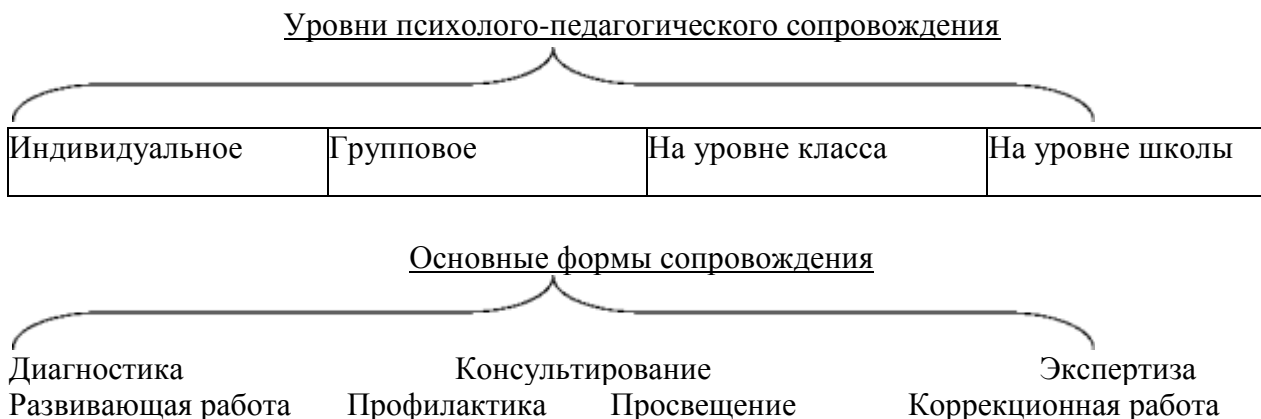 Уровни психолого-педагогического сопровождения
Индивидуальное Групповое На уровне класса На уровне школы
Основные формы сопровождения
Диагностика Консультирование Экспертиза
Развивающая работа Профилактика Просвещение Коррекционная работа